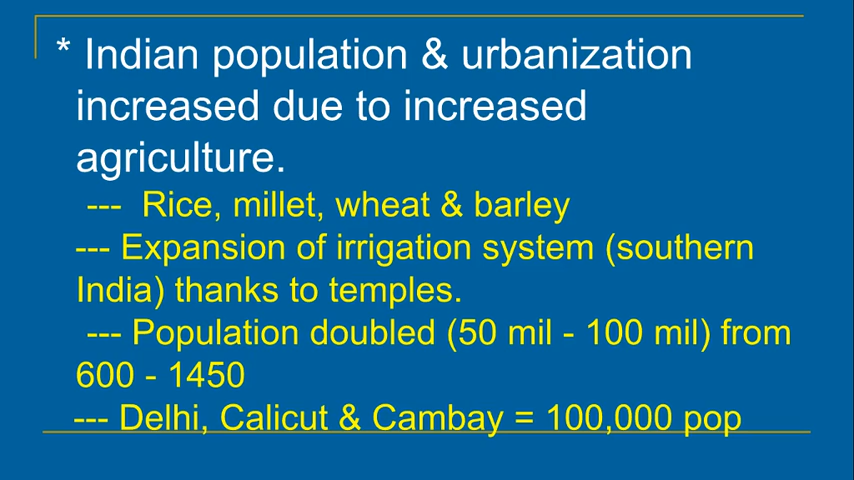 * Indian population & urbanization
increased due to increased
agriculture.
--- Rice, millet, wheat & barley
--- Expansion of irrigation system (southern
India) thanks to temples.
--- Population doubled (50 mil - 100 mil) from
600 - 1450
--- Delhi, Calicut & Cambay = 100,000 pop